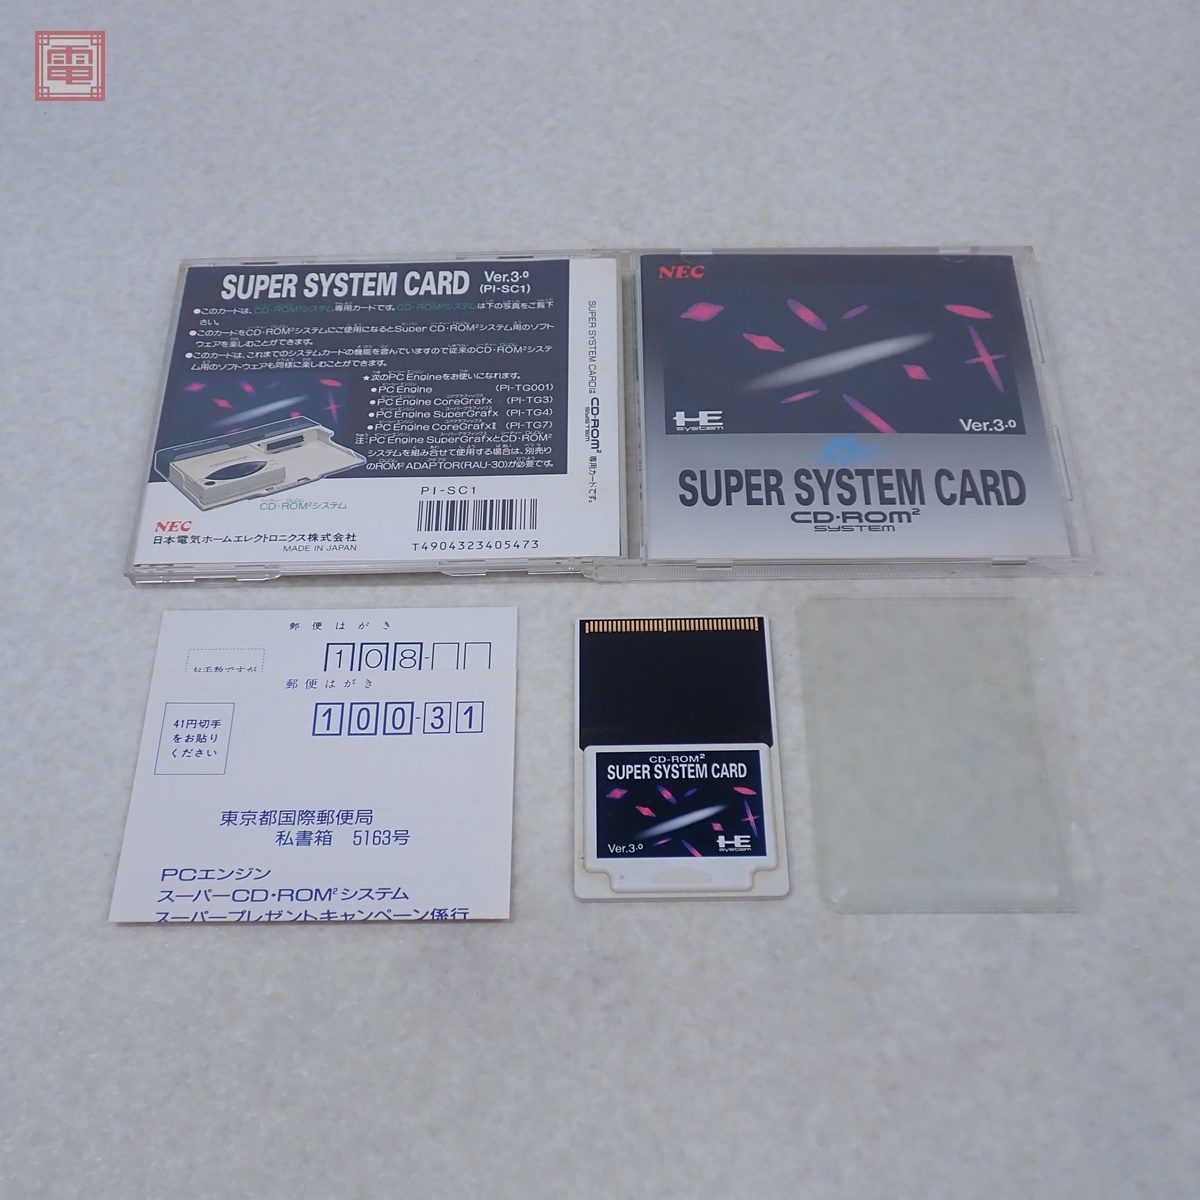 電
SUPER SYSTEM CARD Ver.3.0
(PI-SC1)
●このカードは、CD-ROM²システム専用カードです。CD-ROM²システムは下の写真をご覧下
さい。
●このカードをCD-ROM²システムにご使用になるとSuper CD-ROM²システム用のソフト
ウェアを楽しむことができます。
●このカードは、これまでのシステムカードの機能を含んでいますので従来のCD-ROM²システ
ム用のソフトウェアも同様に楽しむことができます。
★次のPC Engineをお使いになれます。
●PC Engine (PI-TG001)
●PC Engine CoreGrafx (PI-TG3)
●PC Engine SuperGrafx (PI-TG4)
●PC Engine CoreGrafxⅡ (PI-TG7)
注:PC Engine SuperGrafxとCD-ROM²
システムを組み合せて使用する場合は、別売り
のROM² ADAPTOR(RAU-30)が必要です。
CD-ROM²システム
PI-SC1
T4904323405473
NEC
日本電気ホームエレクトロニクス株式会社
MADE IN JAPAN
SUPER SYSTEM CARDは CD-ROM² SYSTEM 専用カードです。
NEC
HE
system
Ver.3.0
SUPER SYSTEM CARD
CD-ROM²
SYSTEM
郵便はがき
108-
お手数ですが
郵便はがき
100-31
41円切手
をお貼り
ください
東京都国際郵便局
私書箱 5163号
PCエンジン
スーパーCD・ROM²システム
スーパープレゼントキャンペーン係行
CD-ROM²
SUPER SYSTEM CARD
Ver.3.0
HE
system